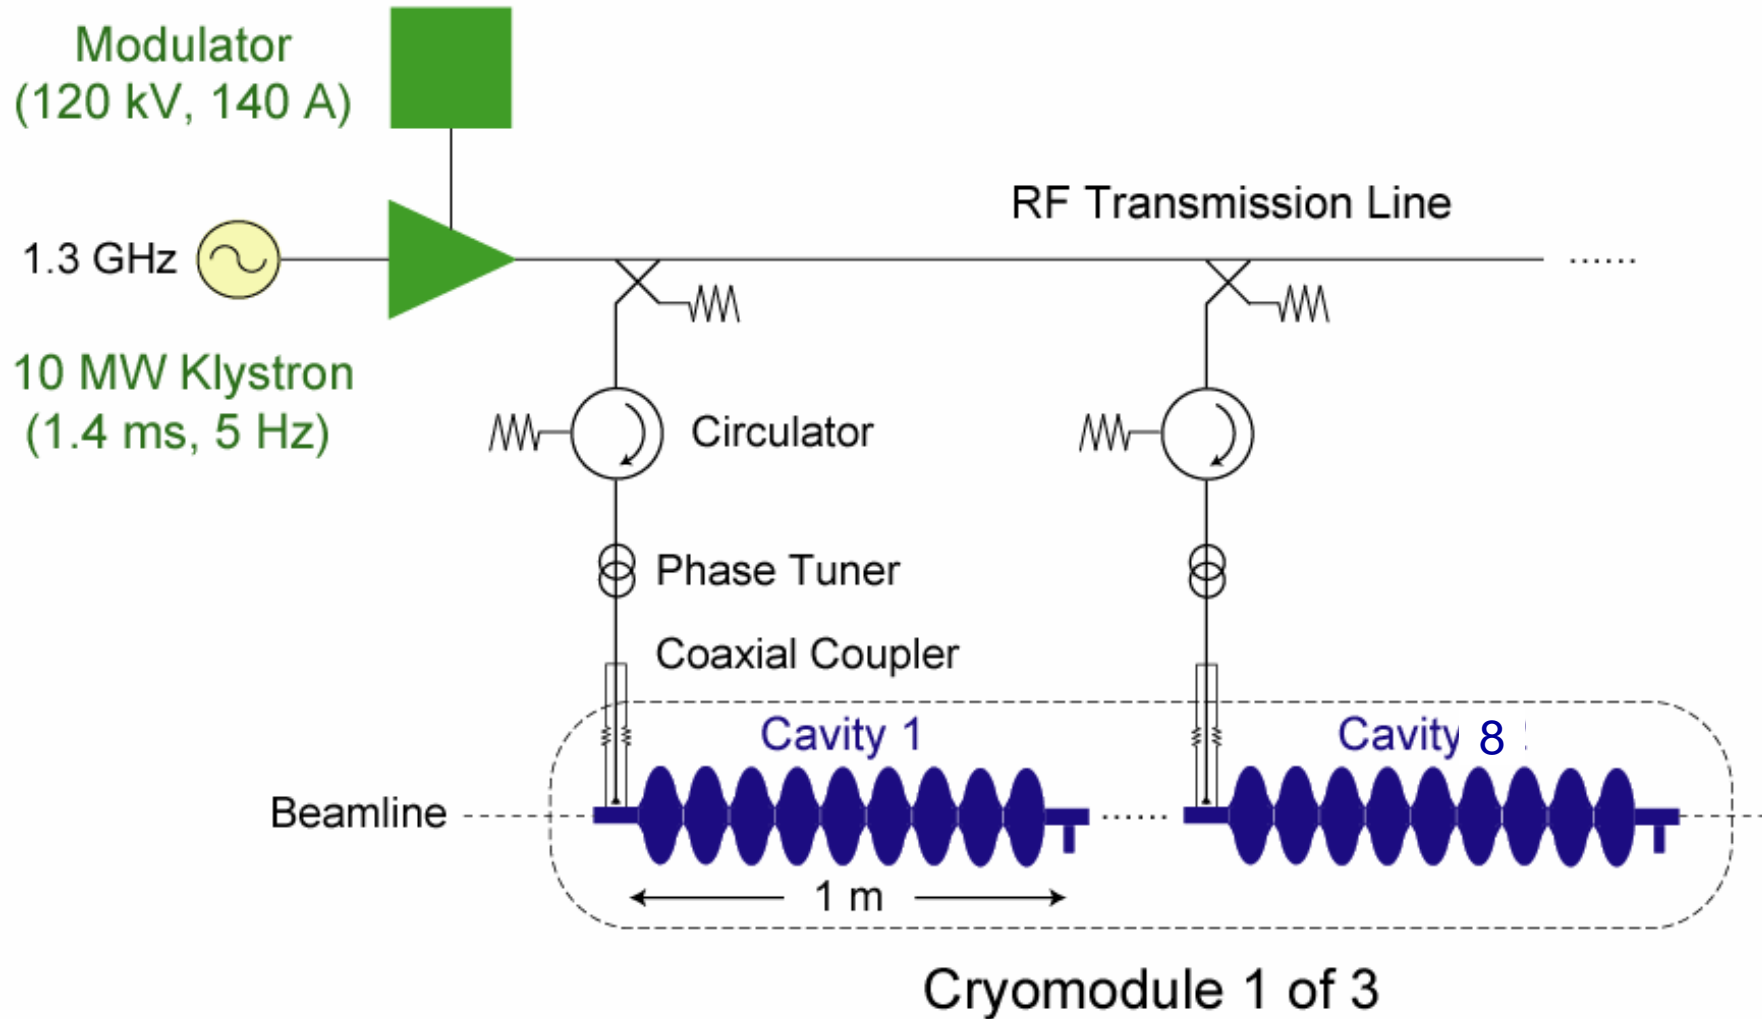 Modulator
(120 kV, 140 A)
RF Transmission Line
1.3 GHz
......
10 MW Klystron
(1.4 ms, 5 Hz)
Circulator
Phase Tuner
Coaxial Coupler
Cavity 1
Cavity 8
Beamline
......
1 m
Cryomodule 1 of 3